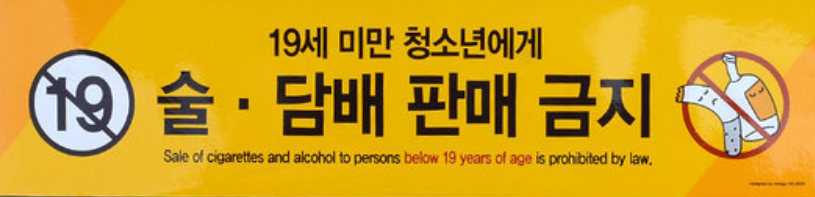 19세 미만 청소년에게
19
술 · 담배 판매 금지
Sale of cigarettes and alcohol to persons below 19 years of age is prohibited by law.